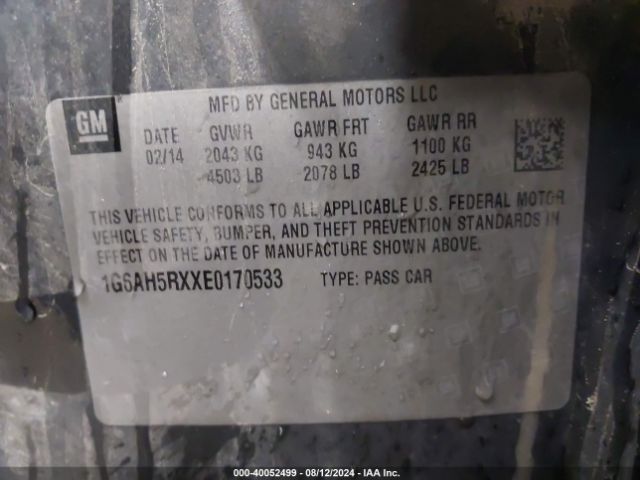 GM
MFD BY GENERAL MOTORS LLC
DATE GVWR GAWR FRT GAWR RR
02/14 2043 KG 943 KG 1100 KG
4503 LB 2078 LB 2425 LB
THIS VEHICLE CONFORMS TO ALL APPLICABLE U.S. FEDERAL MOTOR
VEHICLE SAFETY, BUMPER, AND THEFT PREVENTION STANDARDS IN
EFFECT ON THE DATE OF MANUFACTURE SHOWN ABOVE.
1G6AH5RXXE0170533 TYPE: PASS CAR
000-40052499 - 08/12/2024 - IAA Inc.